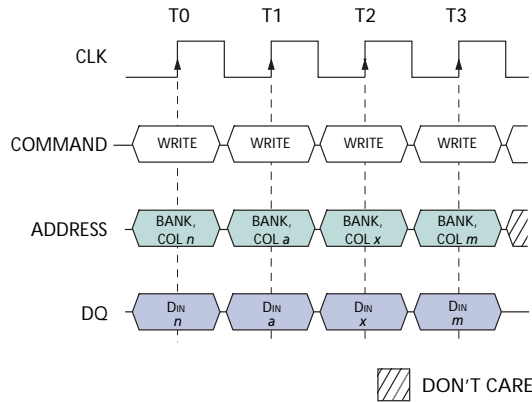 T0 T1 T2 T3
CLK
COMMAND WRITE WRITE WRITE WRITE
ADDRESS BANK, COL n BANK, COL a BANK, COL x BANK, COL m
DQ DIN n DIN a DIN x DIN m
DON'T CARE